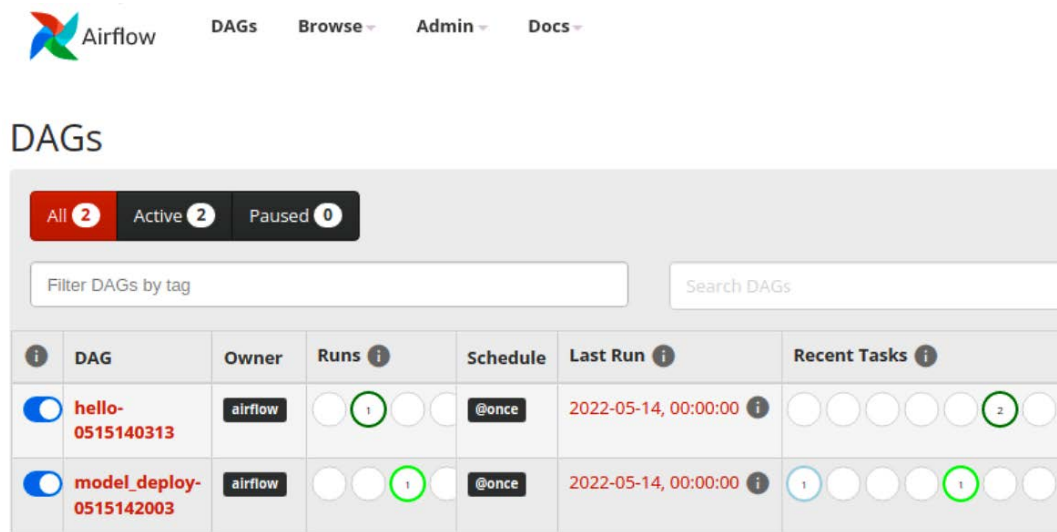 Airflow DAGs Browse Admin Docs
DAGs
All 2 Active 2 Paused 0
Filter DAGs by tag Search DAGs
i DAG Owner Runs i Schedule Last Run i Recent Tasks i
hello-
0515140313 airflow 1 @once 2022-05-14, 00:00:00 i 2
model_deploy-
0515142003 airflow 1 @once 2022-05-14, 00:00:00 i 1 1